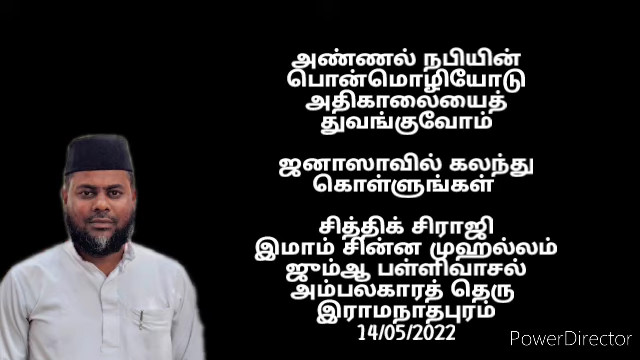 அண்ணல் நபியின்
பொன்மொழியோடு
அதிகாலையைத்
துவங்குவோம்
ஜனாஸாவில் கலந்து
கொள்ளுங்கள்
சித்திக் சிராஜி
இமாம் சின்ன முஹல்லம்
ஜும்ஆ பள்ளிவாசல்
அம்பலகாரத் தெரு
இராமநாதபுரம்
14/05/2022
PowerDirector